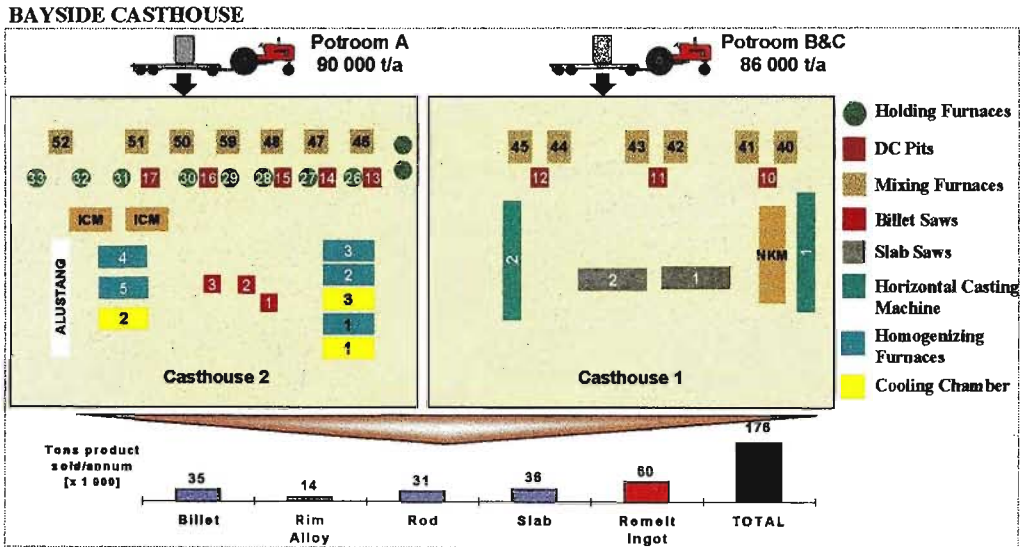 BAYSIDE CASTHOUSE
Potroom A
90 000 t/a
Potroom B&C
86 000 t/a
52 51 50 59 48 47 46
33 32 31 17 30 16 29 28 15 27 14 26 13
ICM ICM
ALUSTANG
4
5
2
3 2 1
3
2
3
1
1
Casthouse 2
45 44 43 42 41 40
12 11 10
2
2 1
NKM
1
Casthouse 1
Holding Furnaces
DC Pits
Mixing Furnaces
Billet Saws
Slab Saws
Horizontal Casting
Machine
Homogenizing
Furnaces
Cooling Chamber
Tons product
sold/annum
[x 1 000]
35 14 31 36 60 176
Billet Rim Rod Slab Remelt TOTAL
Alloy Ingot